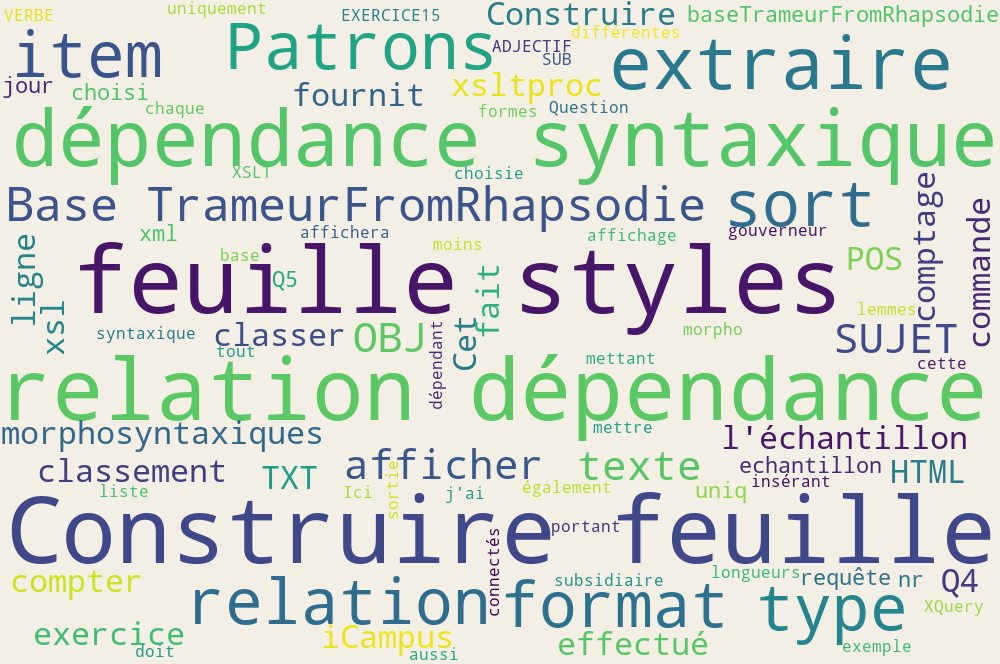 VERBE
uniquement
EXERCICE15
Construire
baseTrameurFromRhapsodie
item
Patrons
ADJECTIF
différentes
SUB
extraire
jour
choisi
fournit
xsltproc
chaque
formes
Question
dépendance syntaxique
XSLT
choisie
Base TrameurFromRhapsodie
sort
comptage
commande
ligne
xml
affichera
moins
affichage
gouverneur
base
Q5
fait
POS
feuille styles
lemmes
xsl
syntaxique
classer
OBJ
dépendant
Cet
morpho
SUJET
tout
mettant
cette
relation dépendance
morphosyntaxiques
mettre
l'échantillon
classement
TXT
afficher
texte
echantillon
HTML
insérant
liste
Ici
sortie
j'ai
également
uniq
Construire feuille
portant
connectés
compter
subsidiaire
longueurs
requête
nr
Q4
relation
format
type
XQuery
exercice
doit
iCampus
aussi
effectué
exemple